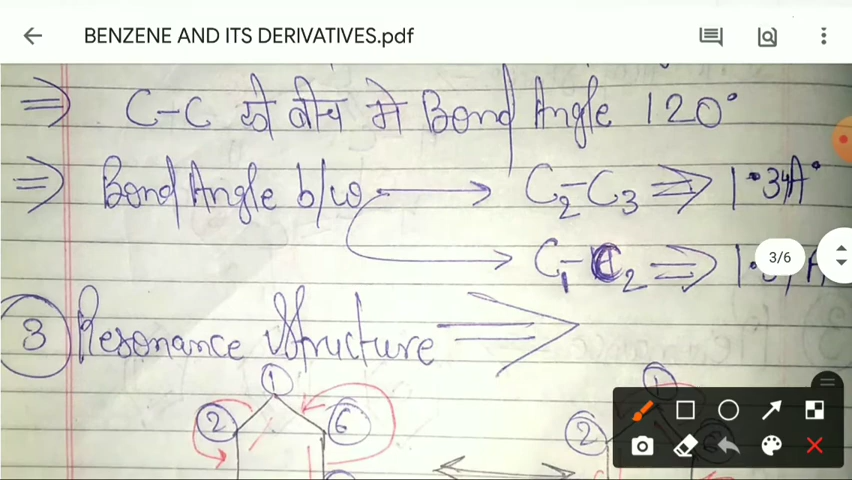 BENZENE AND ITS DERIVATIVES.pdf
⇒ C-C के बीच मे Bond Angle 120°
⇒ Bond Angle b/w → C2-C3 ⇒ 1.34A°
→ C1-C2 ⇒
3/6
3 Resonance Structure ⇒
1 1
2 6 2